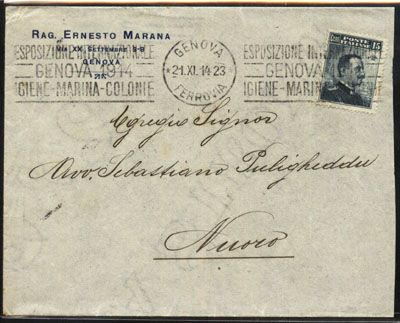 RAG. ERNESTO MARANA
VIA XX SETTEMBRE 5-8
GENOVA
ESPOSIZIONE INTERNAZIONALE
GENOVA 1914
IGIENE-MARINA-COLONIE
GENOVA
21.XI.14 23
FERROVIA
ESPOSIZIONE INTERNAZIONALE
GENOVA
IGIENE-MARINA
POSTE
ITALIANE
15
Egregio Signor
Avv. Sebastiano Puligheddu
Nuoro